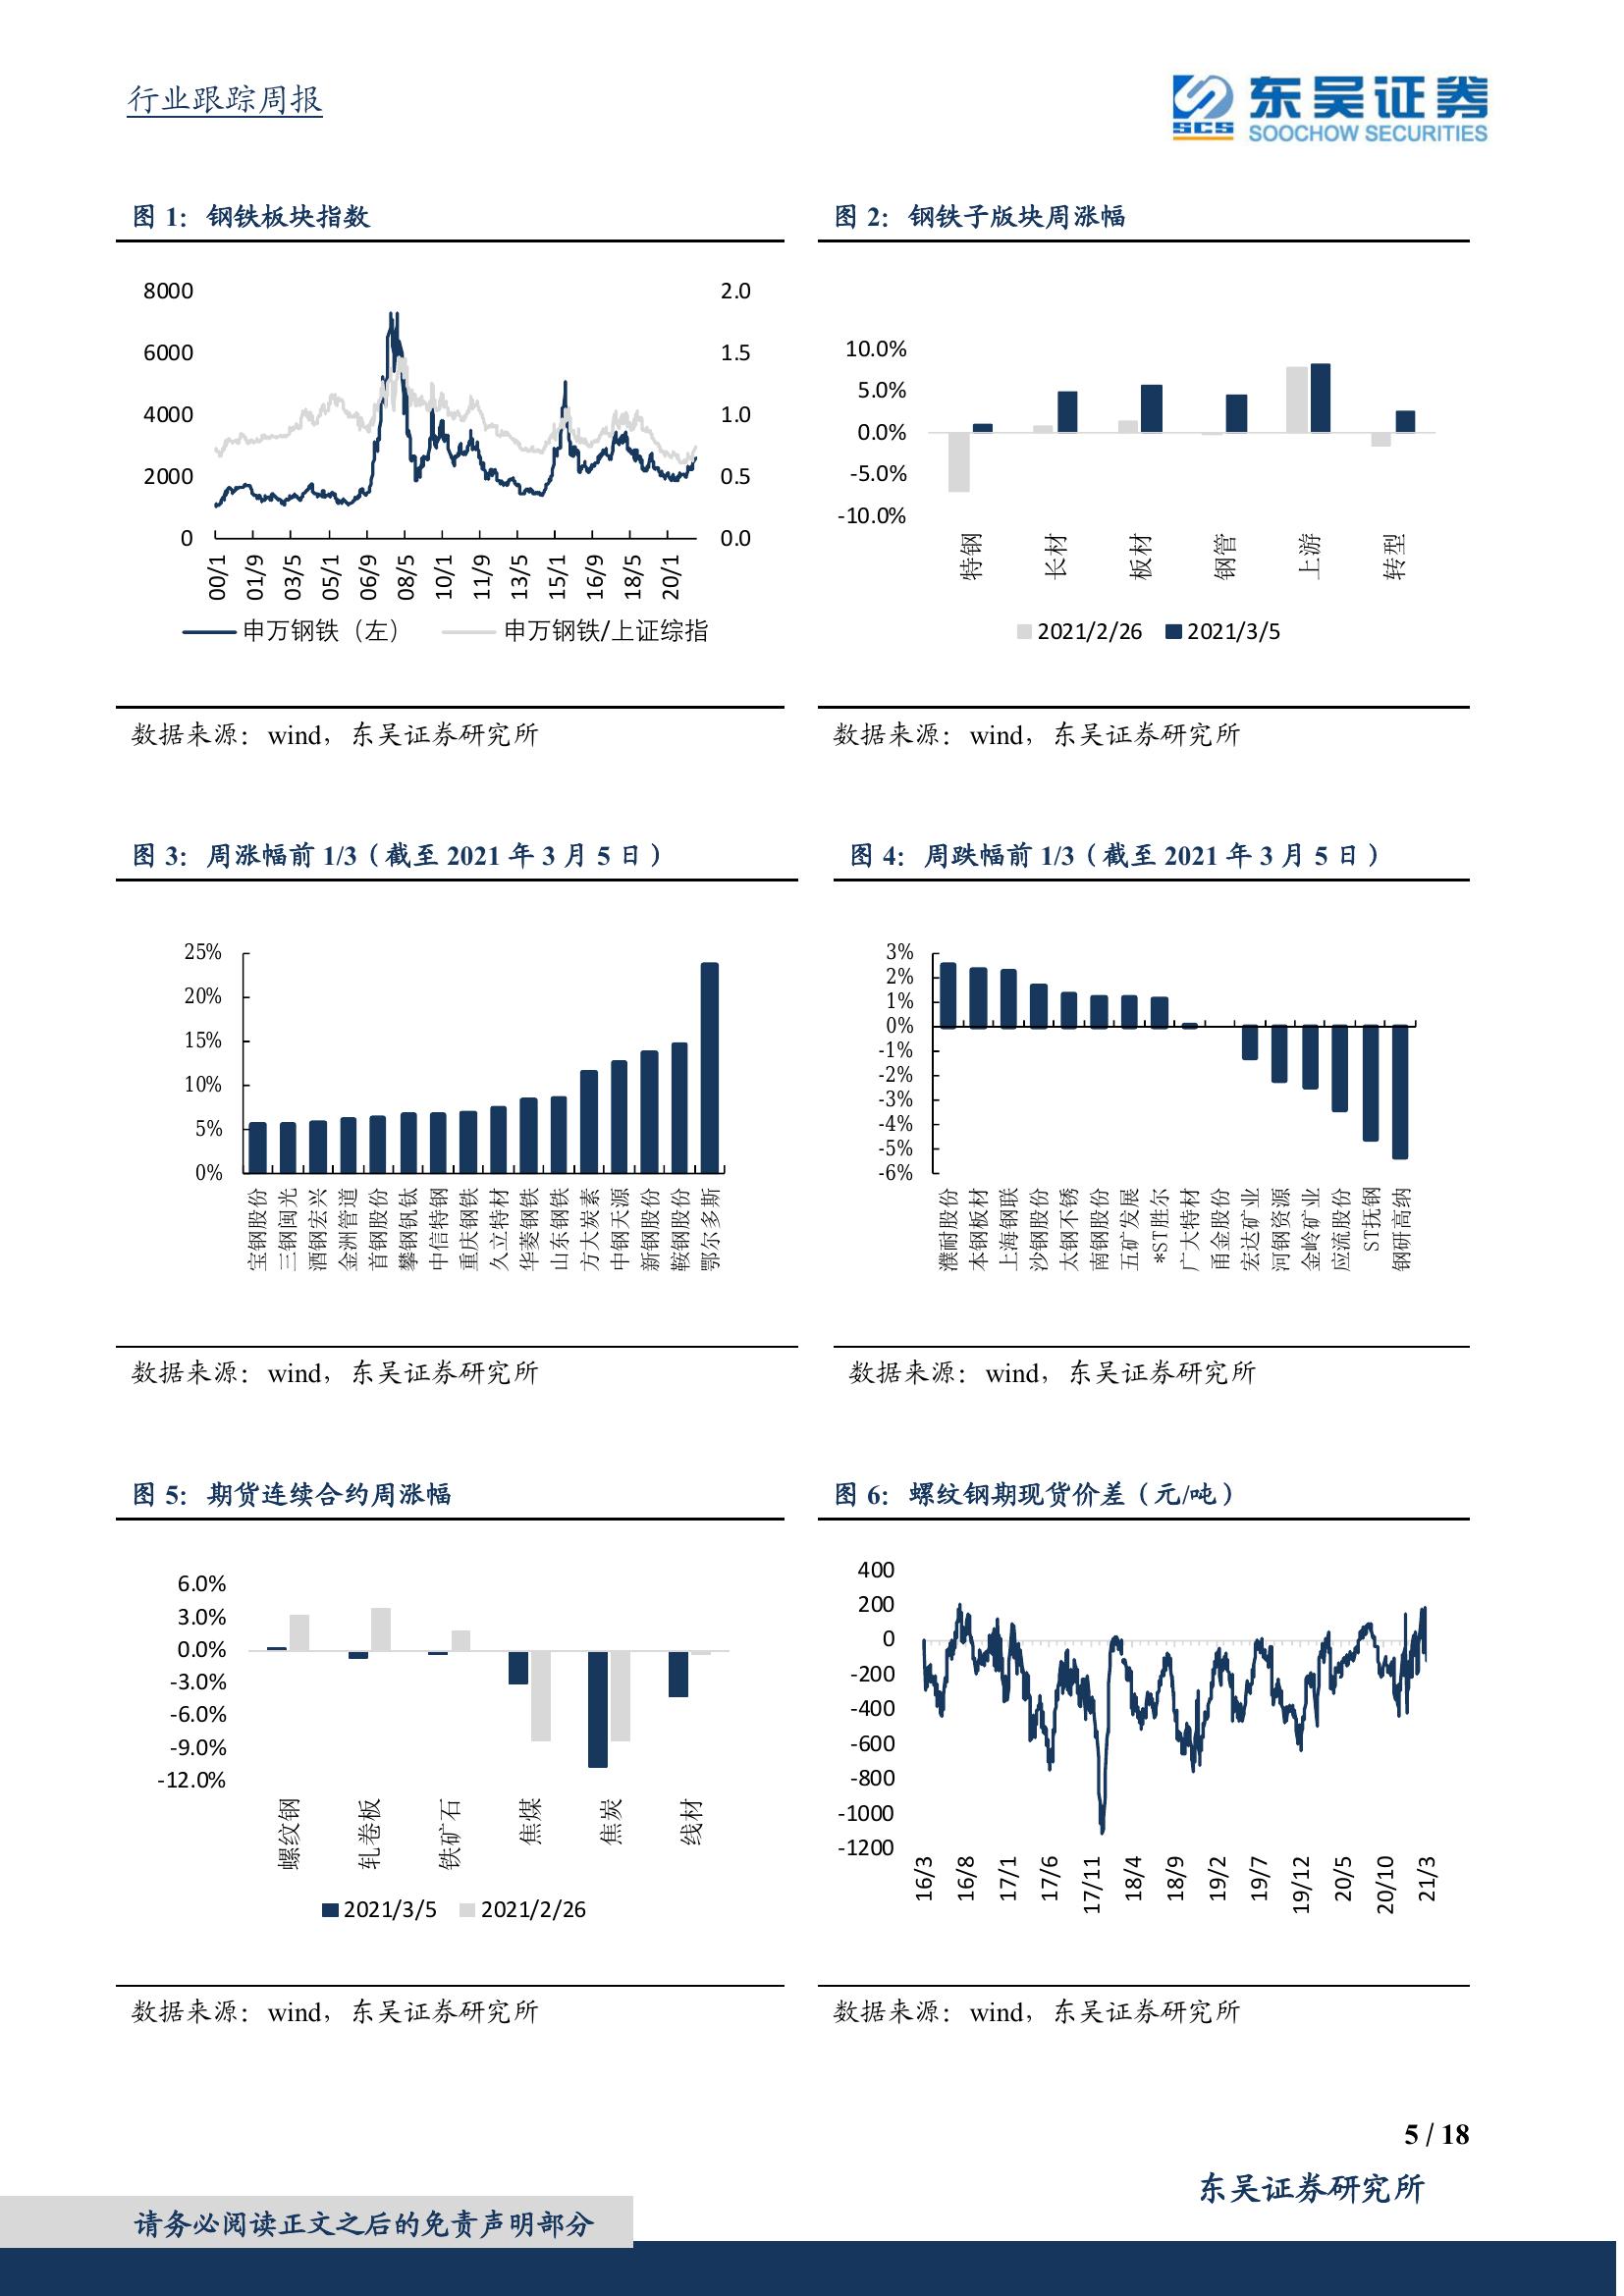 行业跟踪周报
SCS
东吴证券
SOOCHOW SECURITIES
图 1：钢铁板块指数
8000
6000
4000
2000
0
2.0
1.5
1.0
0.5
0.0
00/1 01/9 03/5 05/1 06/9 08/5 10/1 11/9 13/5 15/1 16/9 18/5 20/1
申万钢铁（左） 申万钢铁/上证综指
数据来源：wind，东吴证券研究所
图 2：钢铁子版块周涨幅
10.0%
5.0%
0.0%
-5.0%
-10.0%
特钢 长材 板材 钢管 上游 转型
2021/2/26 2021/3/5
数据来源：wind，东吴证券研究所
图 3：周涨幅前 1/3（截至 2021 年 3 月 5 日）
25%
20%
15%
10%
5%
0%
宝钢股份 三钢闽光 酒钢宏兴 金洲管道 首钢股份 攀钢钒钛 中信特钢 重庆钢铁 久立特材 华菱钢铁 山东钢铁 方大炭素 中钢天源 新钢股份 鞍钢股份 鄂尔多斯
数据来源：wind，东吴证券研究所
图 4：周跌幅前 1/3（截至 2021 年 3 月 5 日）
3%
2%
1%
0%
-1%
-2%
-3%
-4%
-5%
-6%
濮耐股份 本钢板材 上海钢联 沙钢股份 太钢不锈 南钢股份 五矿发展 *ST胜尔 广大特材 甬金股份 宏达矿业 河钢资源 金岭矿业 应流股份 ST抚钢 钢研高纳
数据来源：wind，东吴证券研究所
图 5：期货连续合约周涨幅
6.0%
3.0%
0.0%
-3.0%
-6.0%
-9.0%
-12.0%
螺纹钢 轧卷板 铁矿石 焦煤 焦炭 线材
2021/3/5 2021/2/26
数据来源：wind，东吴证券研究所
图 6：螺纹钢期现货价差（元/吨）
400
200
0
-200
-400
-600
-800
-1000
-1200
16/3 16/8 17/1 17/6 17/11 18/4 18/9 19/2 19/7 19/12 20/5 20/10 21/3
数据来源：wind，东吴证券研究所
5 / 18
东吴证券研究所
请务必阅读正文之后的免责声明部分